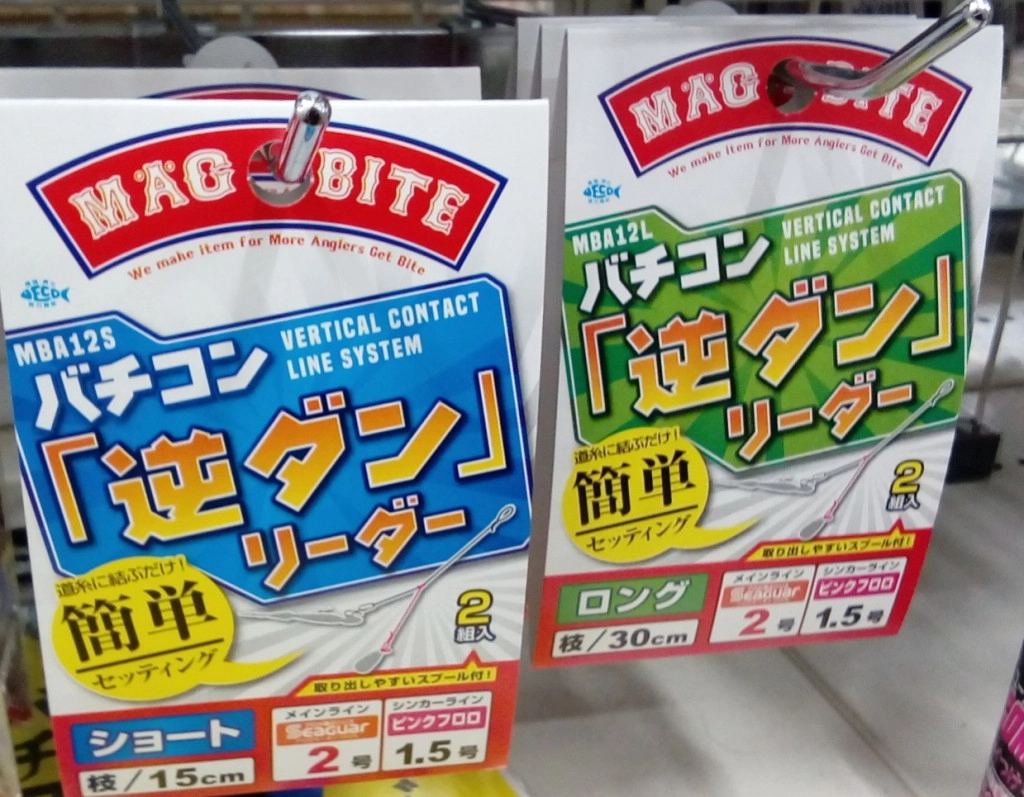 MAG BITE
We make item for More Anglers Get Bite
ECO
MBA12S
バチコン
VERTICAL CONTACT
LINE SYSTEM
「逆ダン」
リーダー
道糸に結ぶだけ!
簡単
セッティング
2
組入
取り出しやすいスプール付!
ショート
枝/15cm
メインライン
Seaguar
2号
シンカーライン
ピンクフロロ
1.5号
MAG BITE
We make item for More Anglers Get Bite
ECO
MBA12L
バチコン
VERTICAL CONTACT
LINE SYSTEM
「逆ダン」
リーダー
道糸に結ぶだけ!
簡単
セッティング
2
組入
取り出しやすいスプール付!
ロング
枝/30cm
メインライン
Seaguar
2号
シンカーライン
ピンクフロロ
1.5号